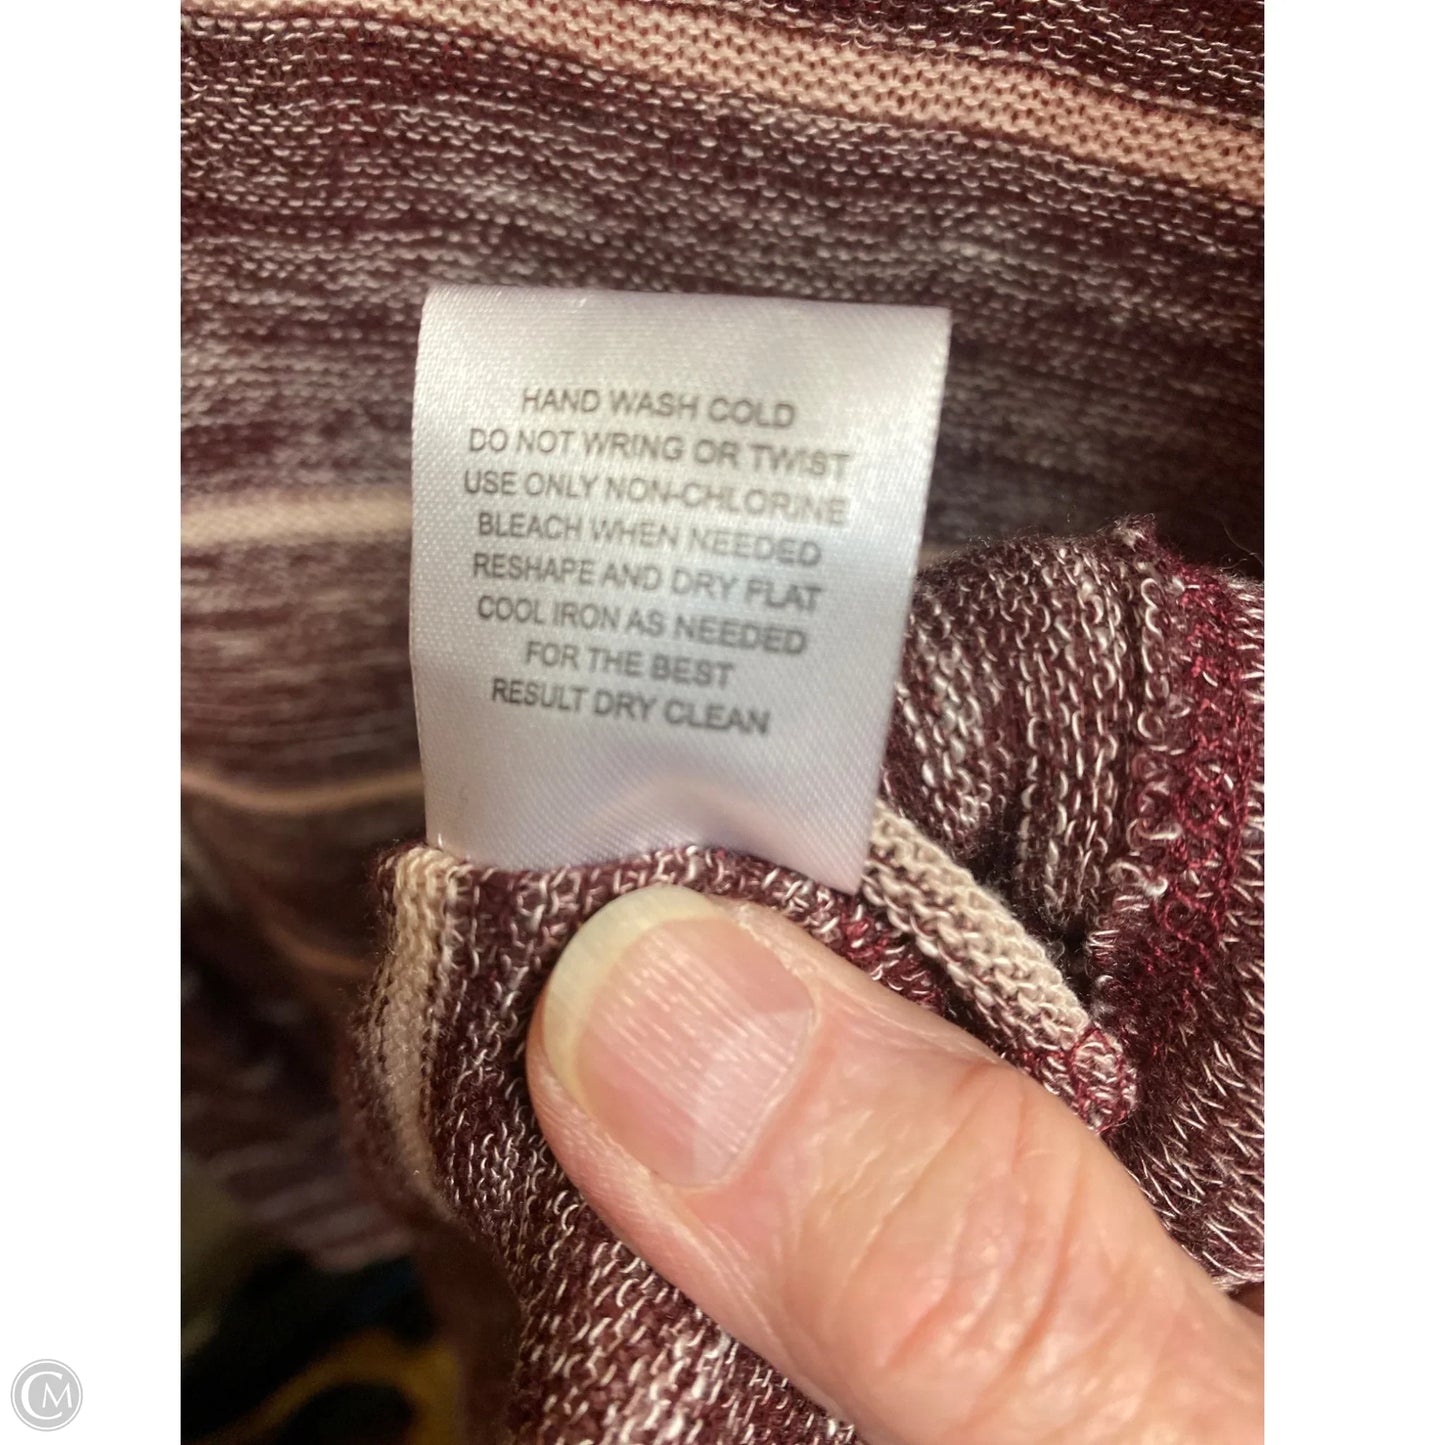 HAND WASH COLD
DO NOT WRING OR TWIST
USE ONLY NON-CHLORINE
BLEACH WHEN NEEDED
RESHAPE AND DRY FLAT
COOL IRON AS NEEDED
FOR THE BEST
RESULT DRY CLEAN
CM